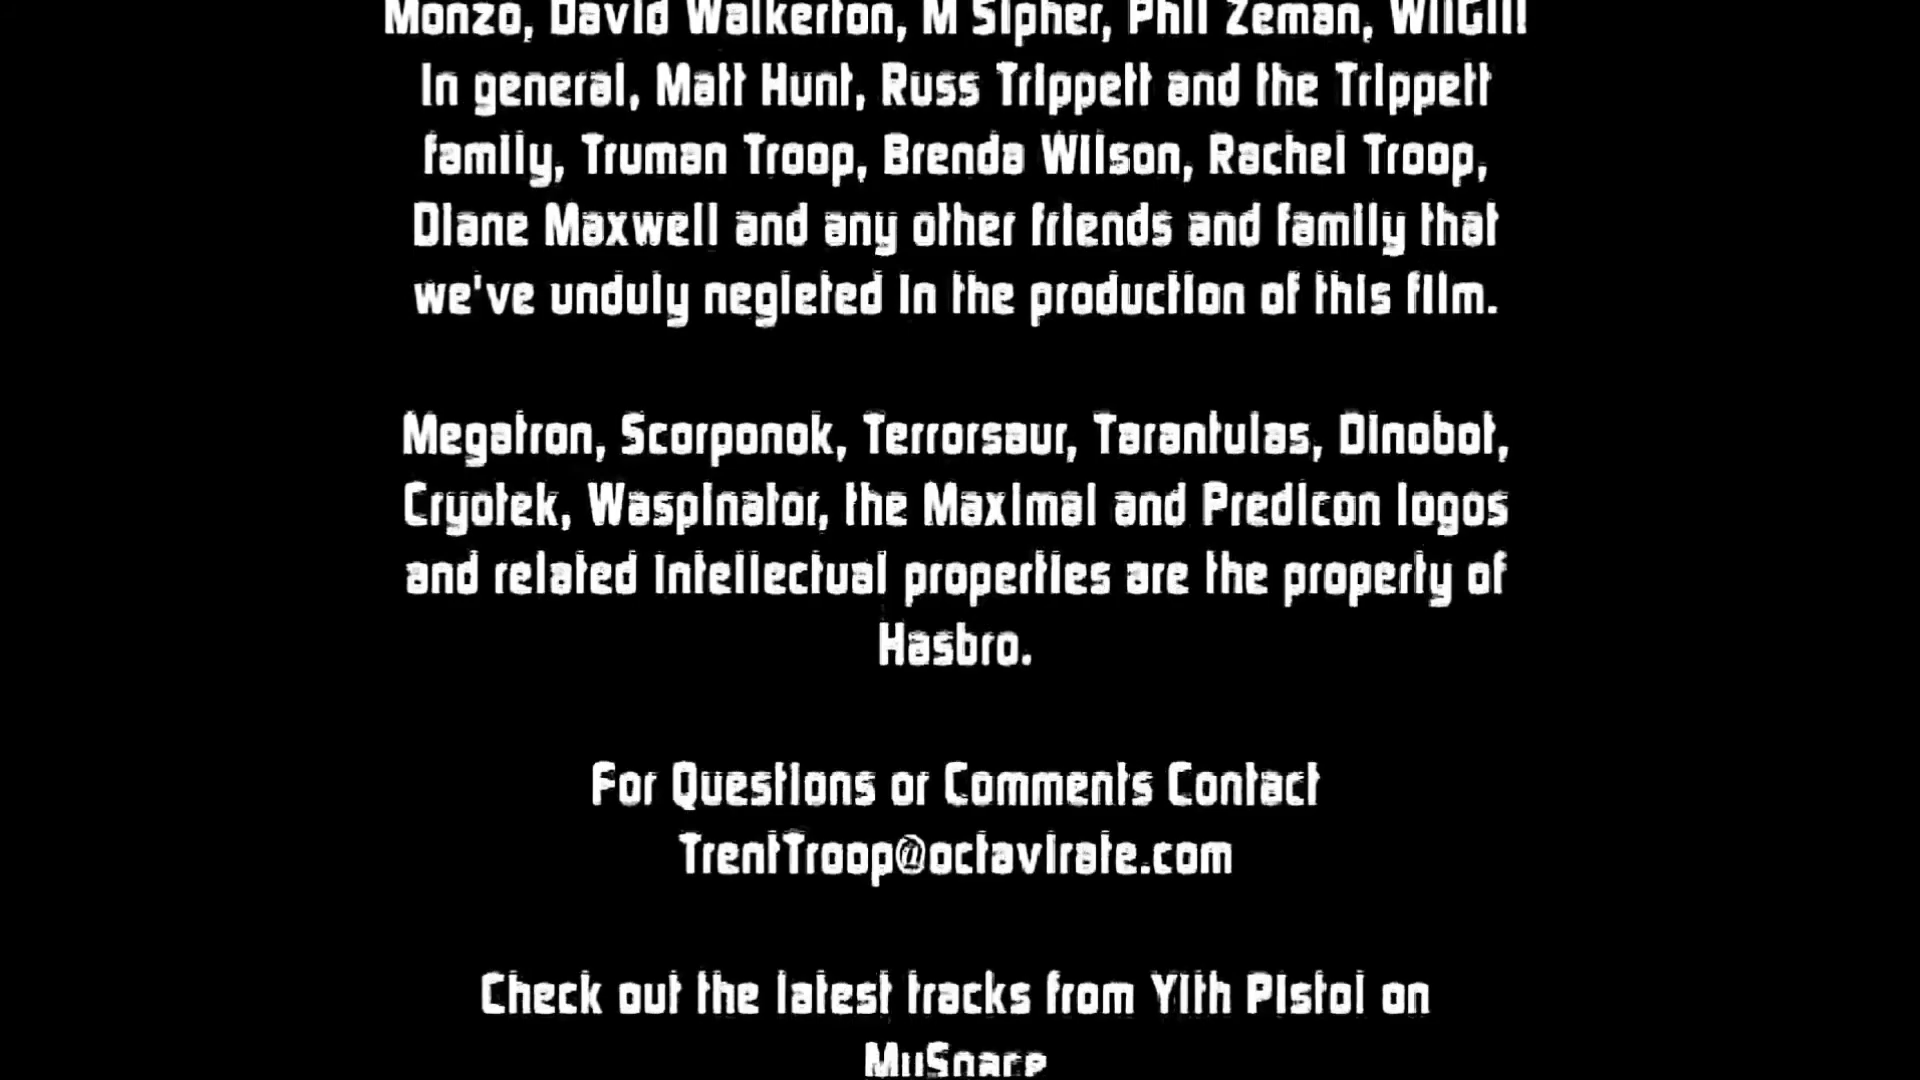 Monzo, David Walkerton, M Sipher, Phil Zeman, WilGill!
In general, Matt Hunt, Russ Trippett and the Trippett
family, Truman Troop, Brenda Wilson, Rachel Troop,
Diane Maxwell and any other friends and family that
we've unduly negleted in the production of this film.
Megatron, Scorponok, Terrorsaur, Tarantulas, Dinobot,
Cryotek, Waspinator, the Maximal and Predicon logos
and related intellectual properties are the property of
Hasbro.
For Questions or Comments Contact
TrentTroop@octavirate.com
Check out the latest tracks from Yith Pistol on
MySpace